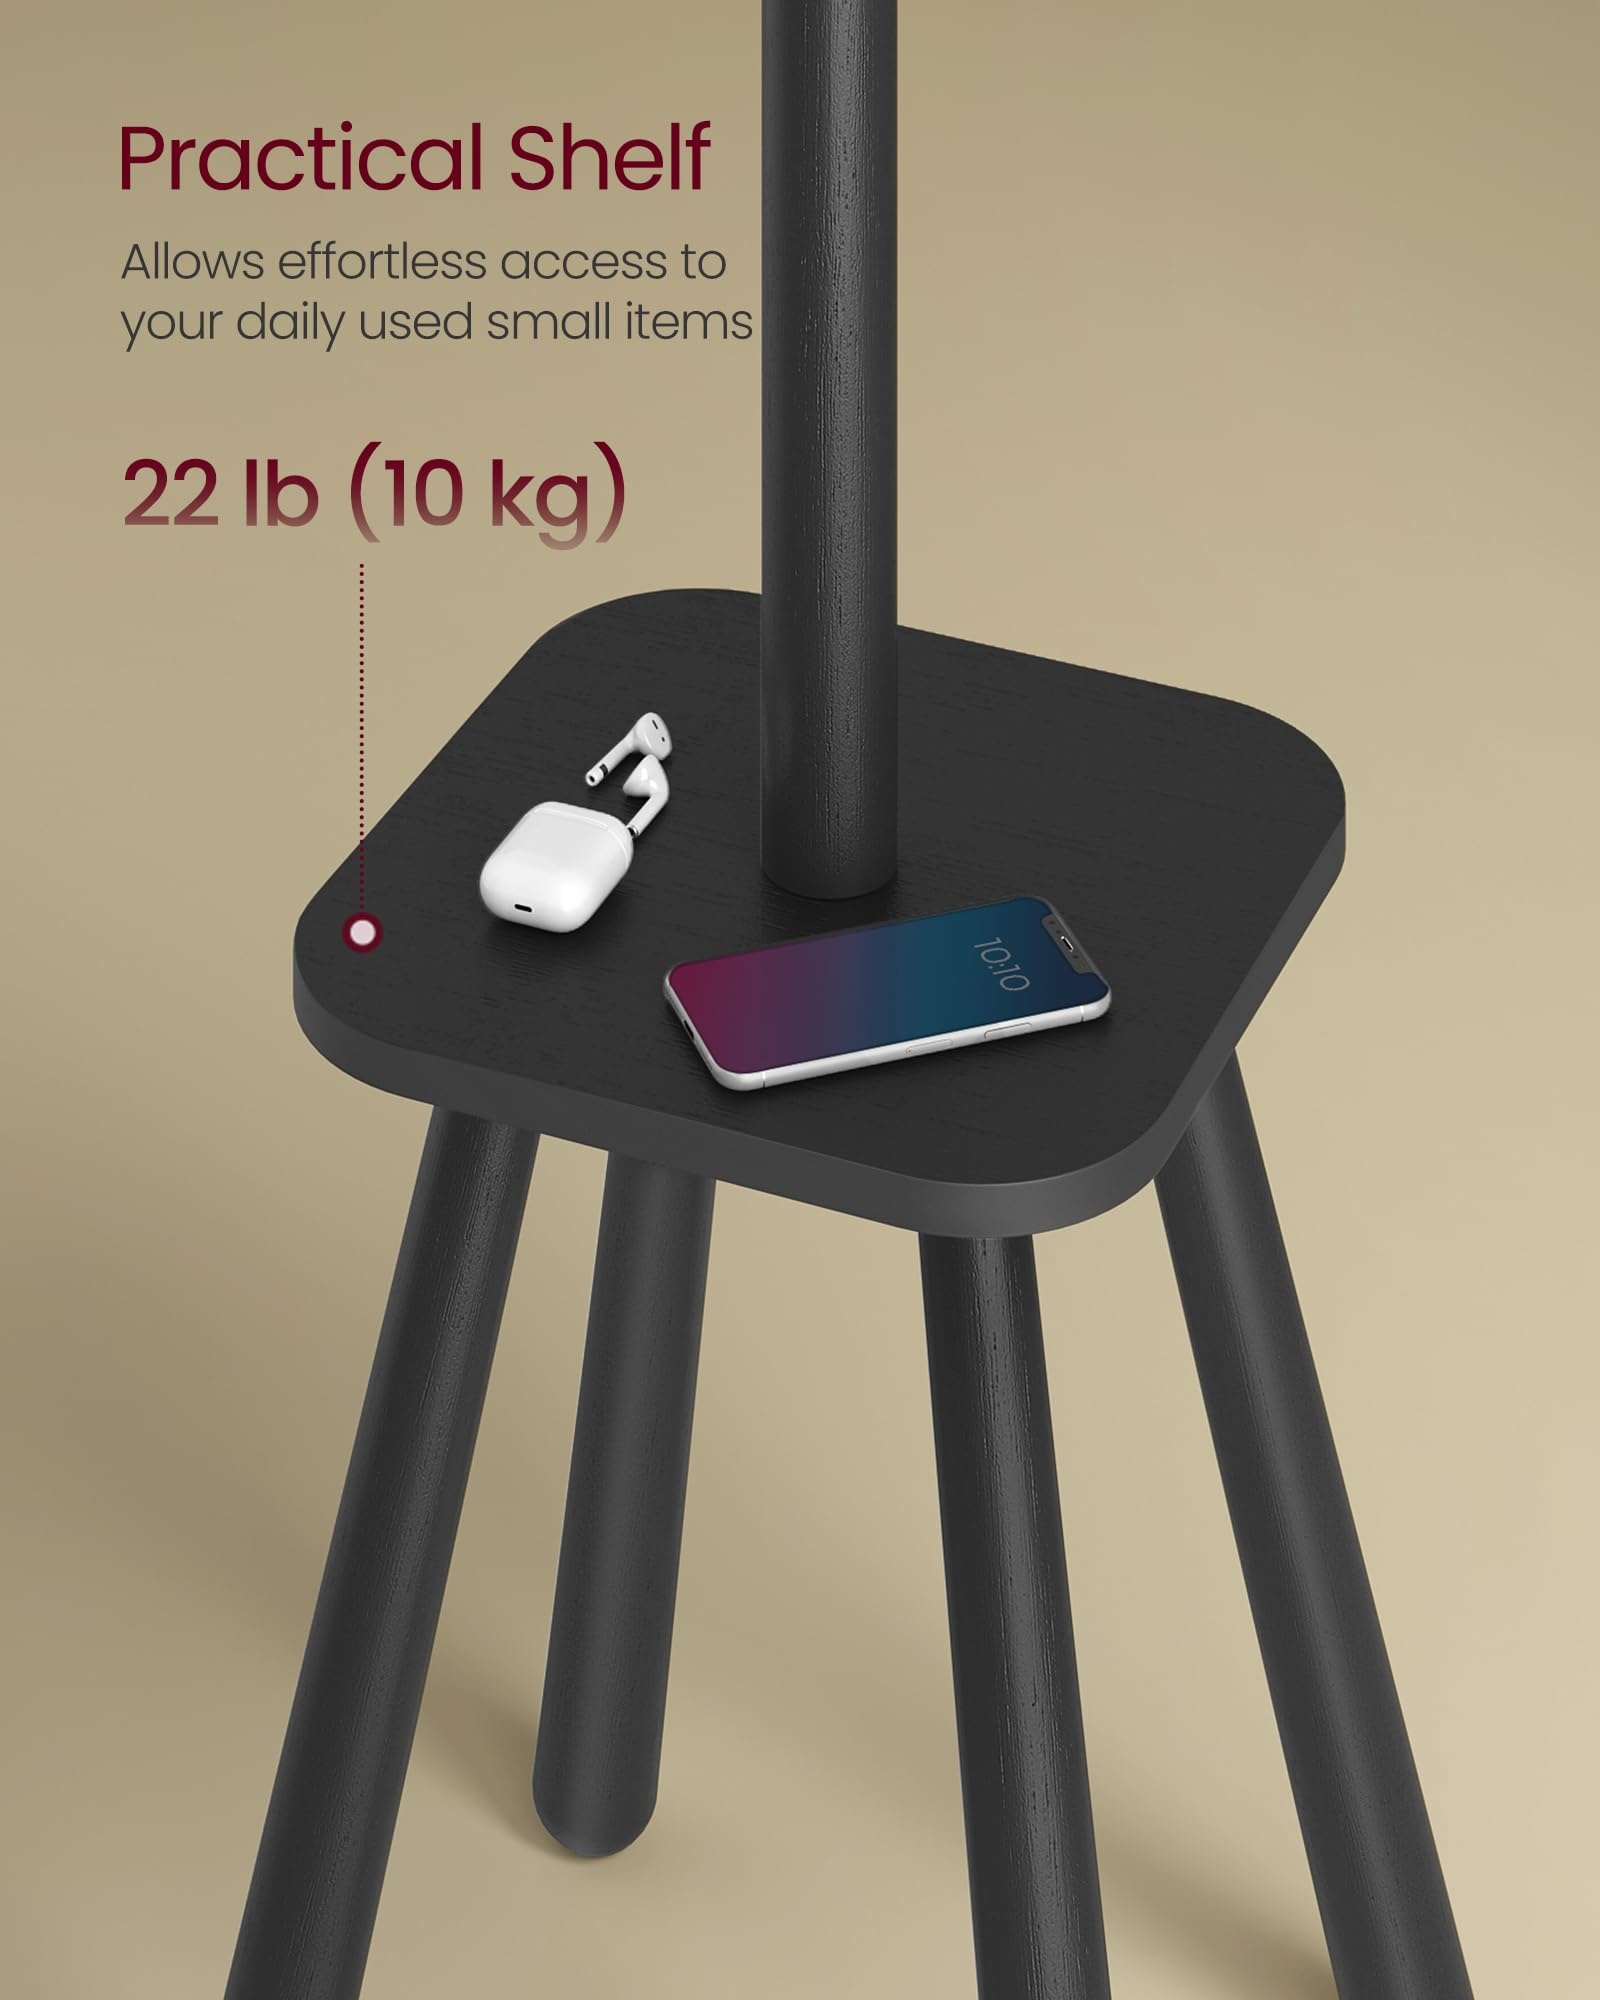 Practical Shelf
Allows effortless access to
your daily used small items
22 lb (10 kg)
10:10